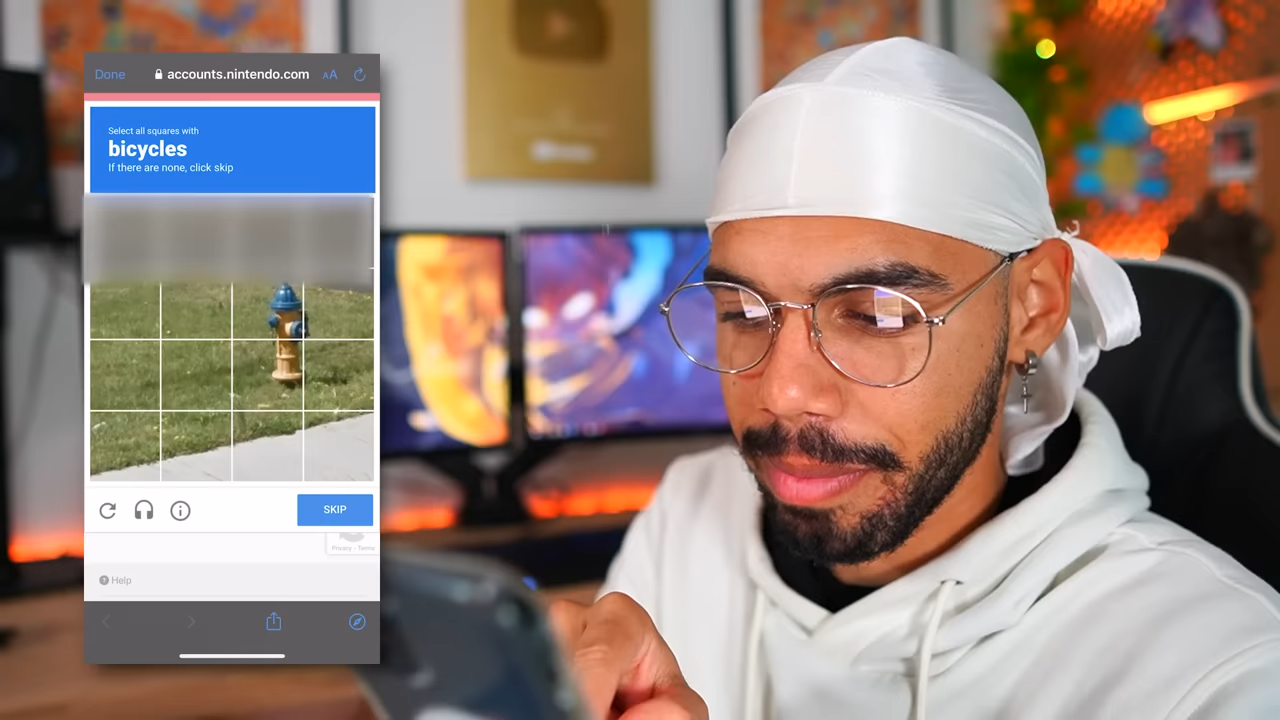 Done
accounts.nintendo.com
AA
Select all squares with
bicycles
If there are none, click skip
SKIP
Privacy - Terms
Help